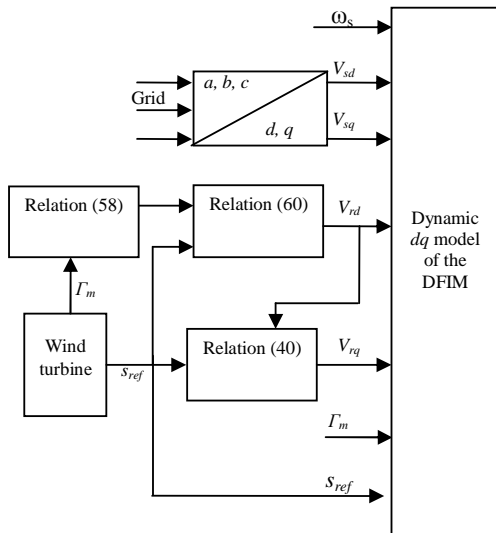 ωs
a, b, c
Vsd
Grid
d, q
Vsq
Relation (58)
Relation (60)
Vrd
Dynamic
dq model
of the
DFIM
Γm
Wind
turbine
sref
Relation (40)
Vrq
Γm
sref